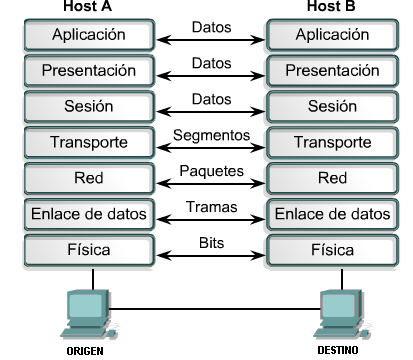 Host A
Host B
Aplicación
Datos
Aplicación
Presentación
Datos
Presentación
Sesión
Datos
Sesión
Transporte
Segmentos
Transporte
Red
Paquetes
Red
Enlace de datos
Tramas
Enlace de datos
Física
Bits
Física
ORIGEN
DESTINO